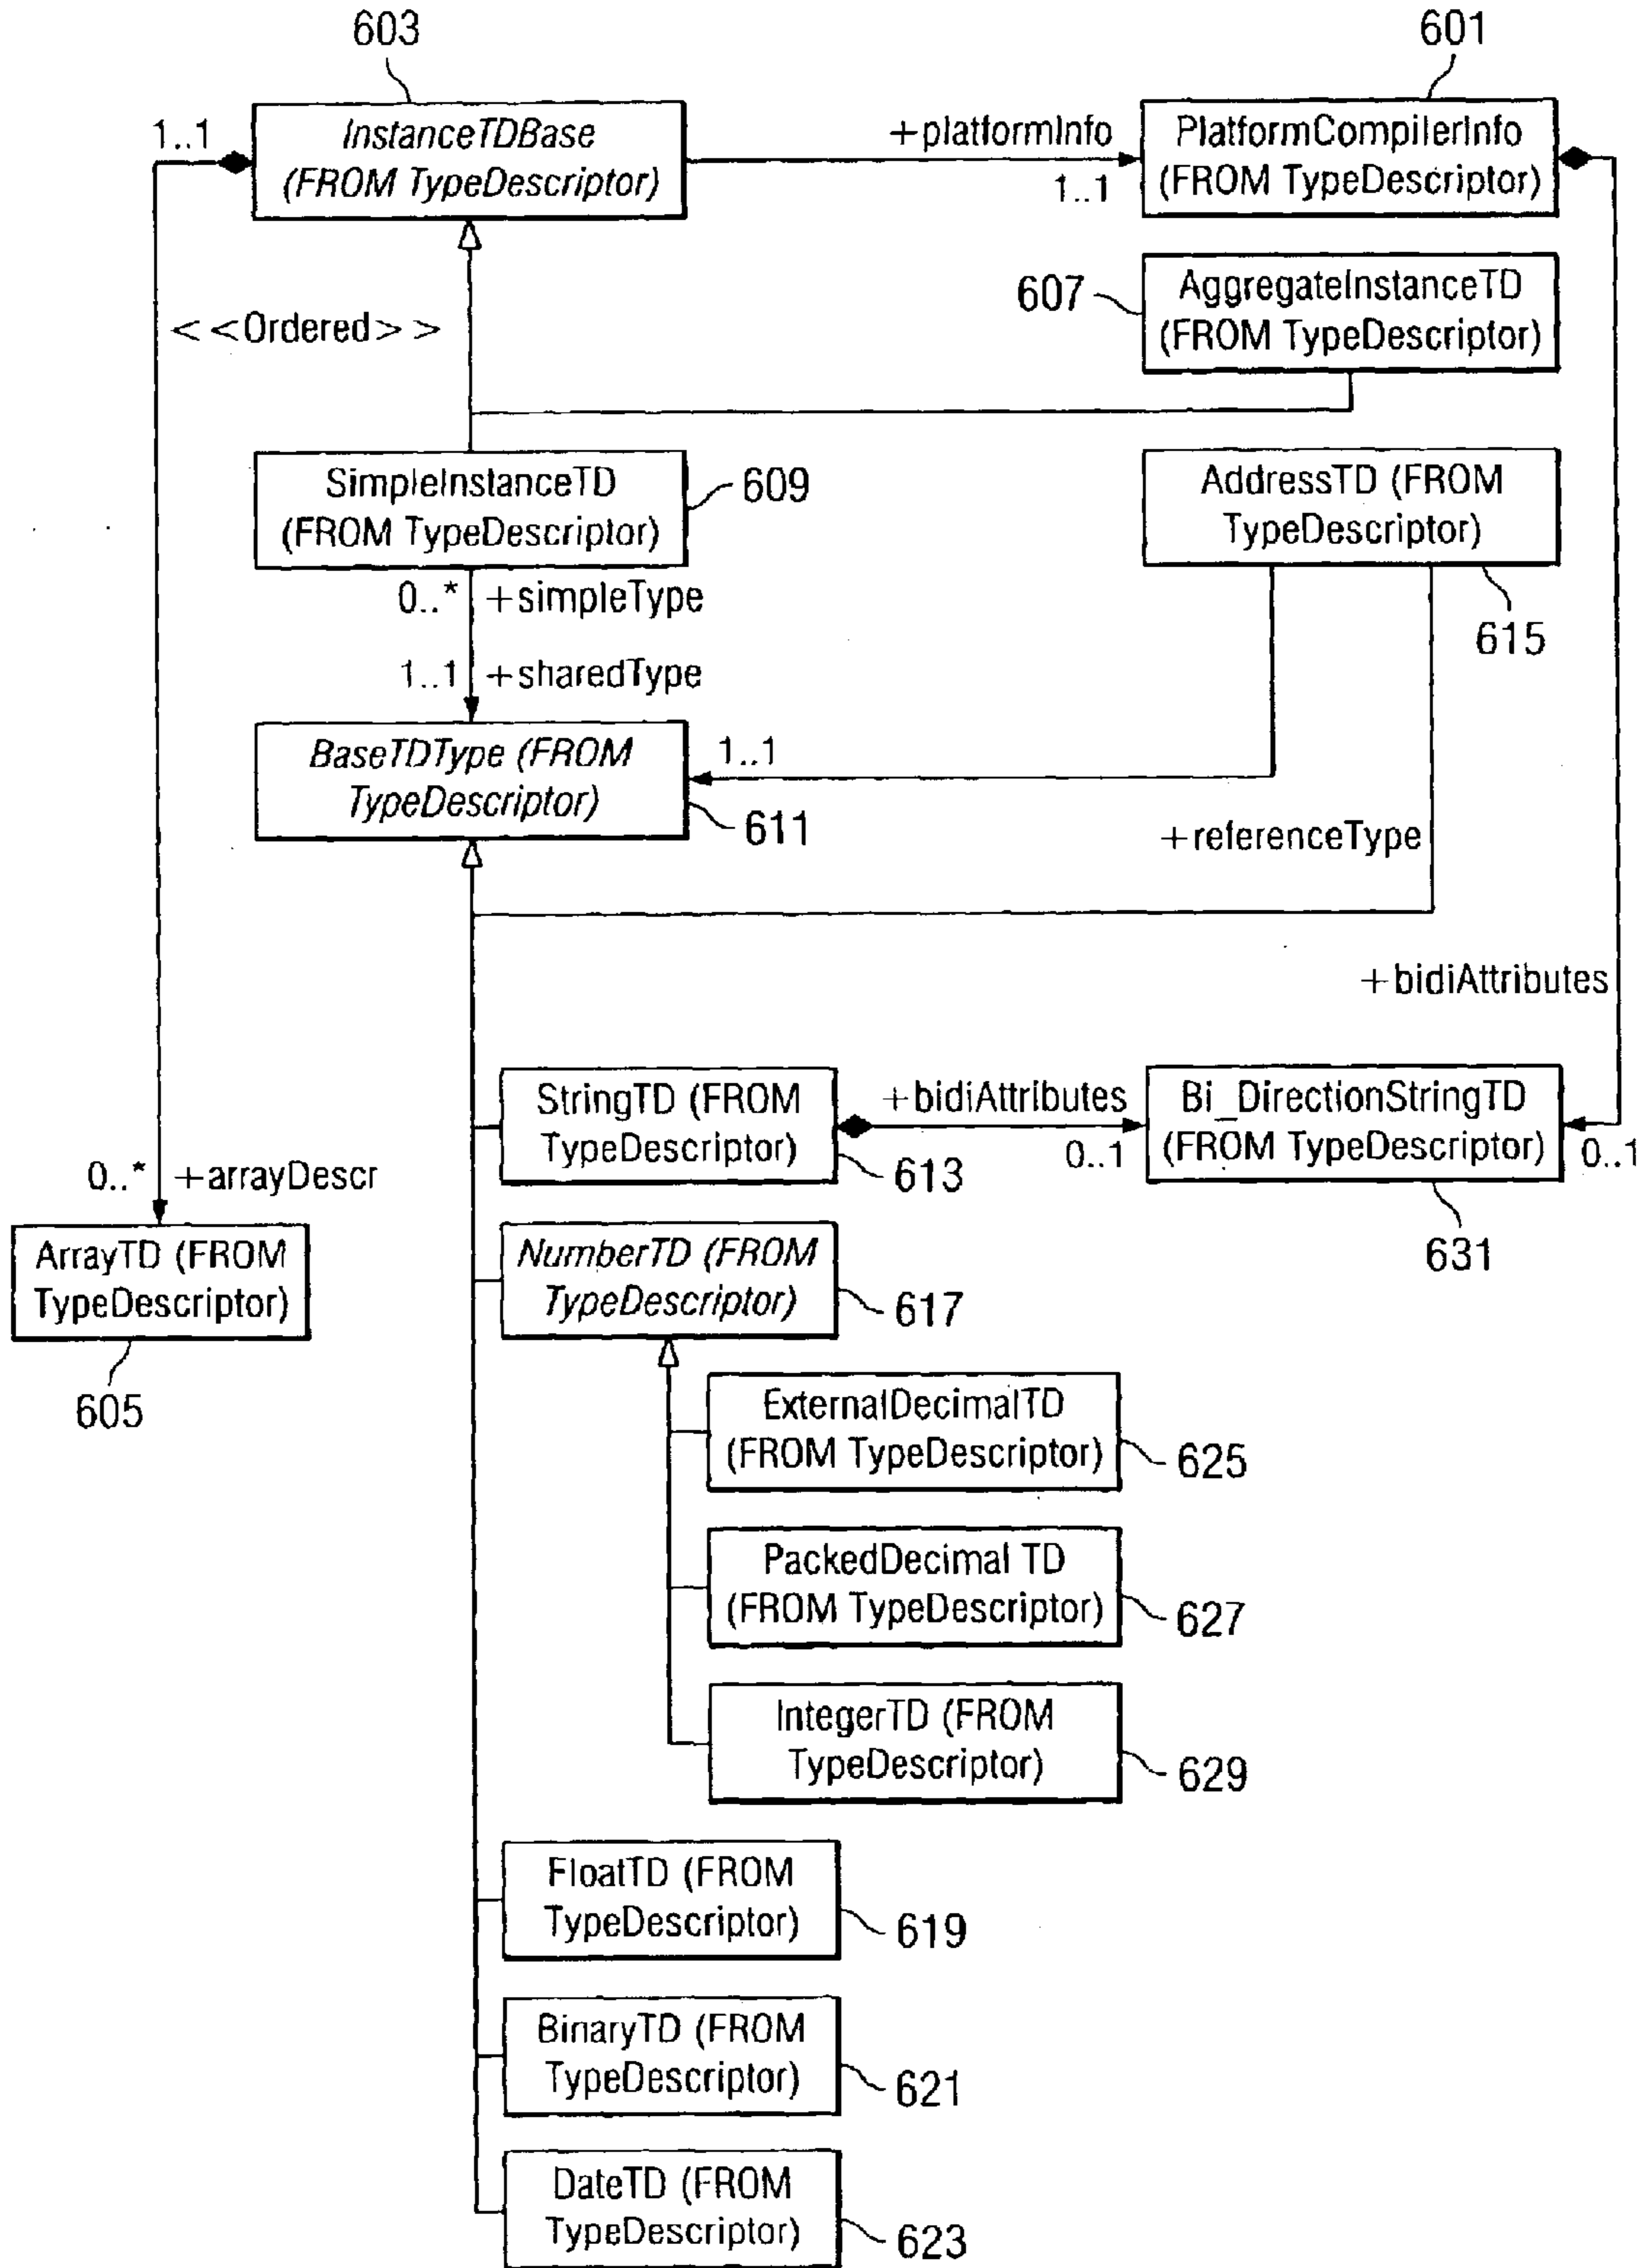 603
601
1..1
InstanceTDBase
(FROM TypeDescriptor)
+platformInfo
1..1
PlatformCompilerInfo
(FROM TypeDescriptor)
607
AggregateInstanceTD
(FROM TypeDescriptor)
<<Ordered>>
SimpleInstanceTD
(FROM TypeDescriptor)
609
AddressTD (FROM
TypeDescriptor)
615
0..* +simpleType
1..1 +sharedType
BaseTDType (FROM
TypeDescriptor)
611
1..1
+referenceType
+bidiAttributes
StringTD (FROM
TypeDescriptor)
613
+bidiAttributes
0..1
Bi_DirectionStringTD
(FROM TypeDescriptor)
0..1
631
0..* +arrayDescr
ArrayTD (FROM
TypeDescriptor)
605
NumberTD (FROM
TypeDescriptor)
617
ExternalDecimalTD
(FROM TypeDescriptor)
625
PackedDecimal TD
(FROM TypeDescriptor)
627
IntegerTD (FROM
TypeDescriptor)
629
FloatTD (FROM
TypeDescriptor)
619
BinaryTD (FROM
TypeDescriptor)
621
DateTD (FROM
TypeDescriptor)
623